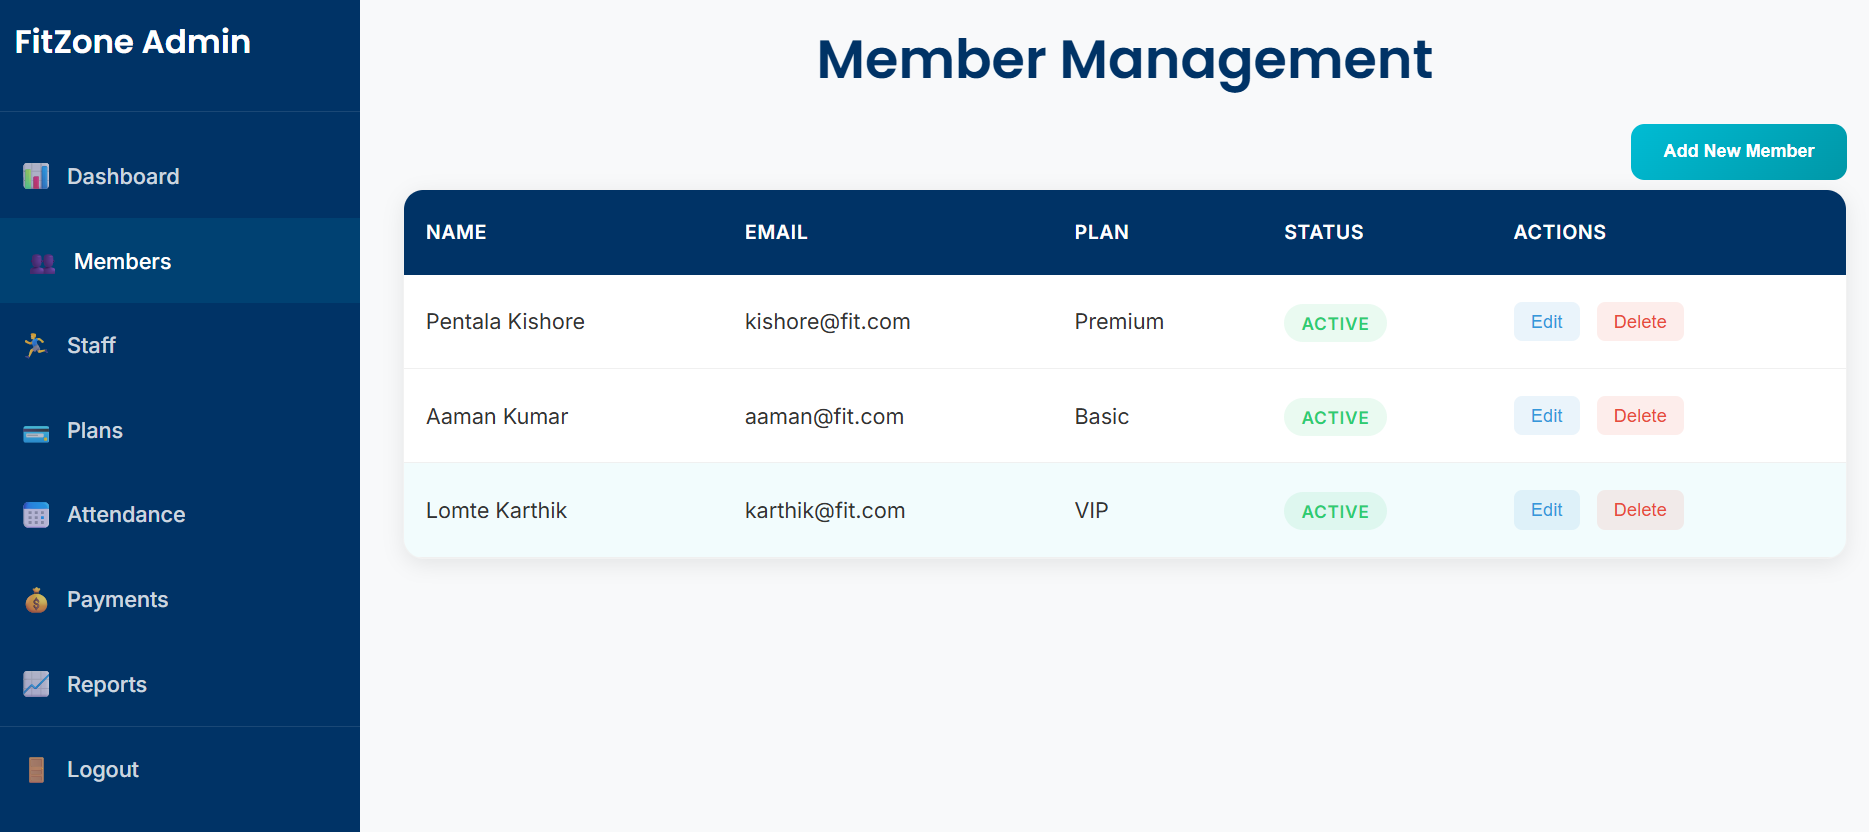 FitZone Admin
Dashboard
Members
Staff
Plans
Attendance
Payments
Reports
Logout
Member Management
Add New Member
NAME EMAIL PLAN STATUS ACTIONS
Pentala Kishore kishore@fit.com Premium ACTIVE Edit Delete
Aaman Kumar aaman@fit.com Basic ACTIVE Edit Delete
Lomte Karthik karthik@fit.com VIP ACTIVE Edit Delete